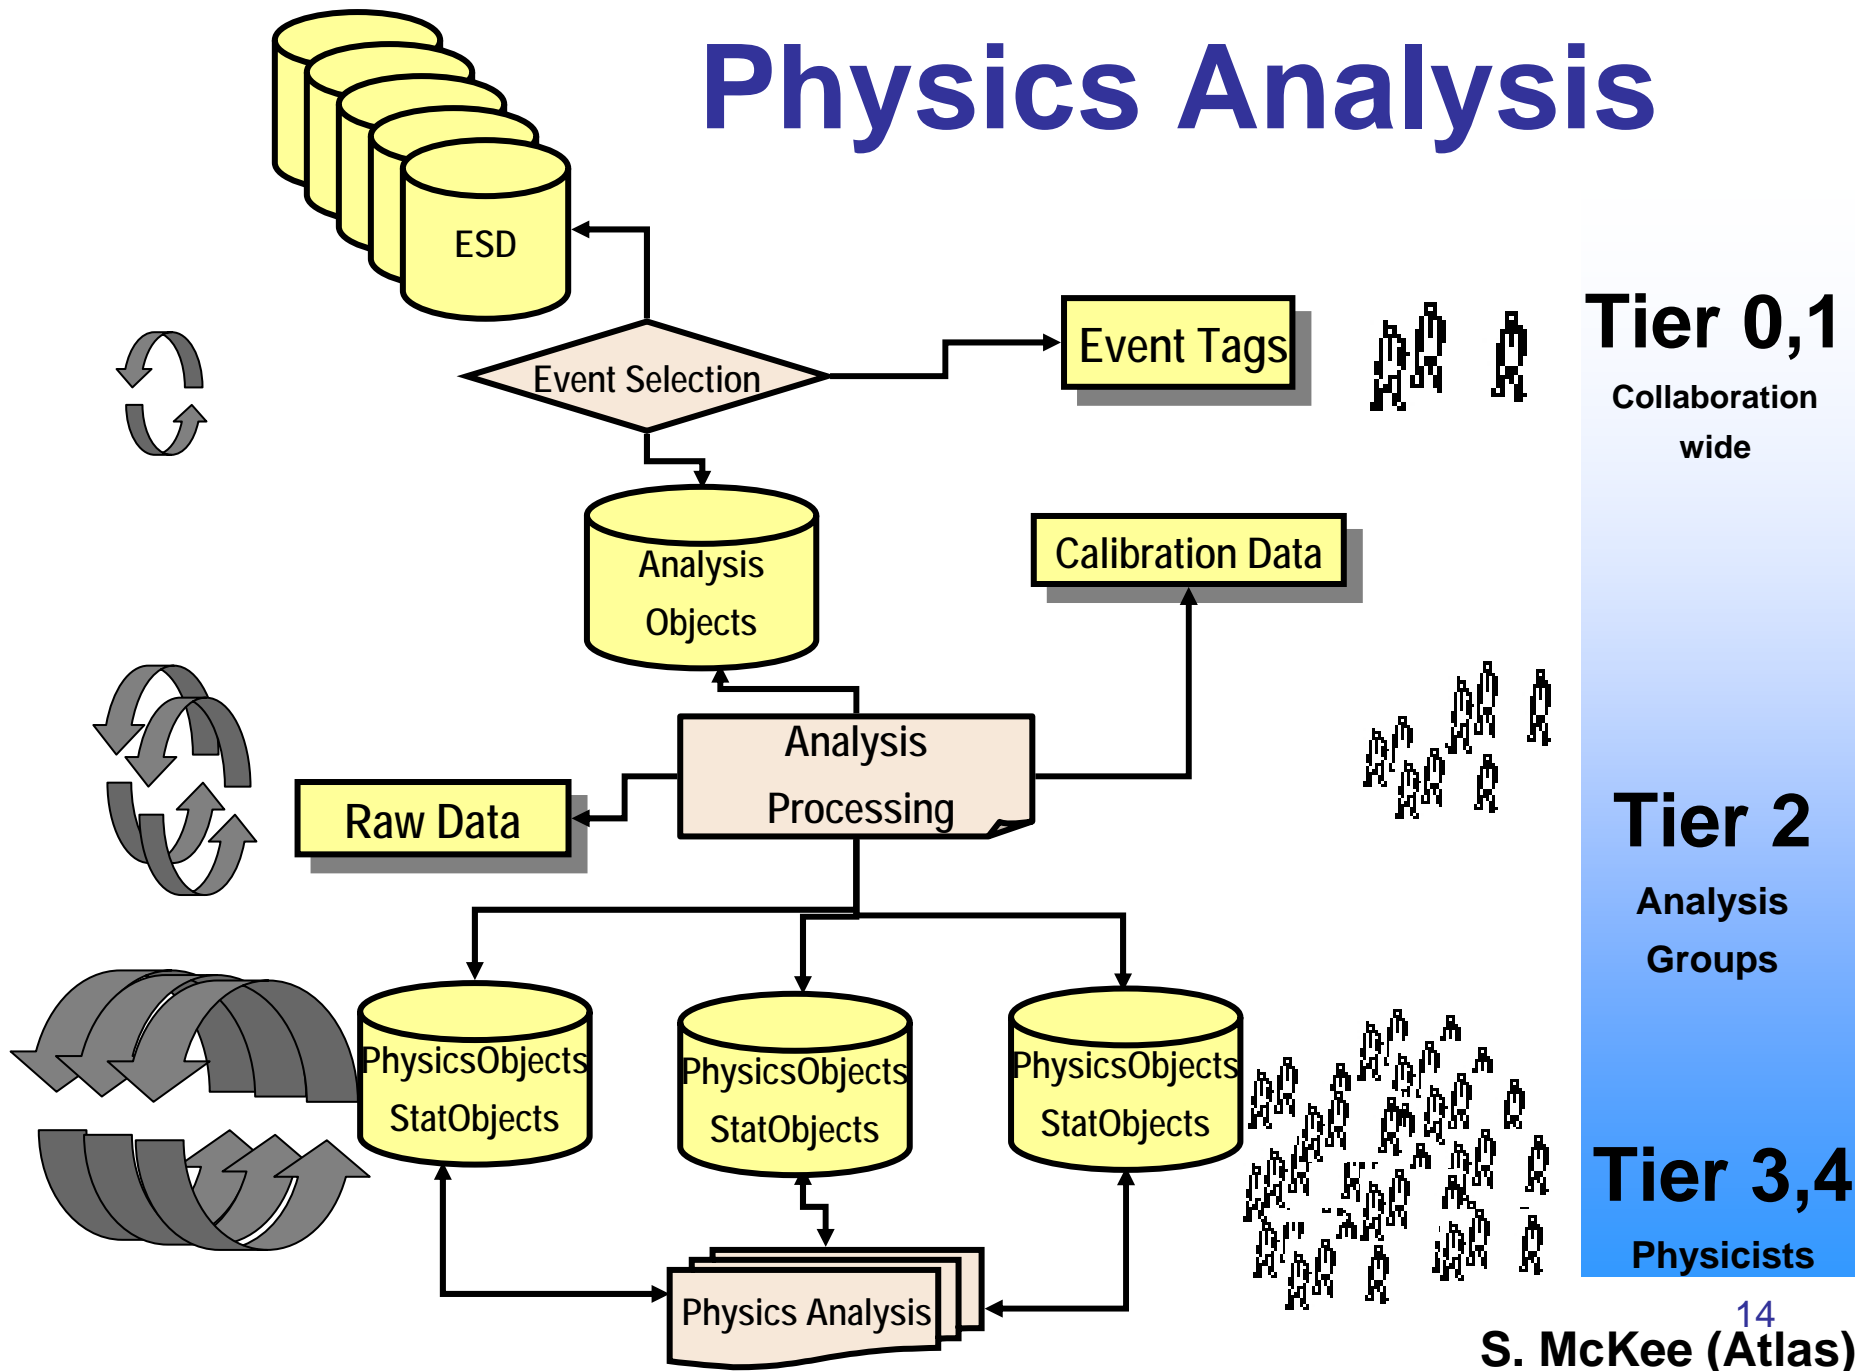 Physics Analysis
ESD
Event Selection
Event Tags
Tier 0,1
Collaboration
wide
Analysis
Objects
Calibration Data
Analysis
Processing
Raw Data
Tier 2
Analysis
Groups
PhysicsObjects
StatObjects
PhysicsObjects
StatObjects
PhysicsObjects
StatObjects
Tier 3,4
Physicists
Physics Analysis
14
S. McKee (Atlas)